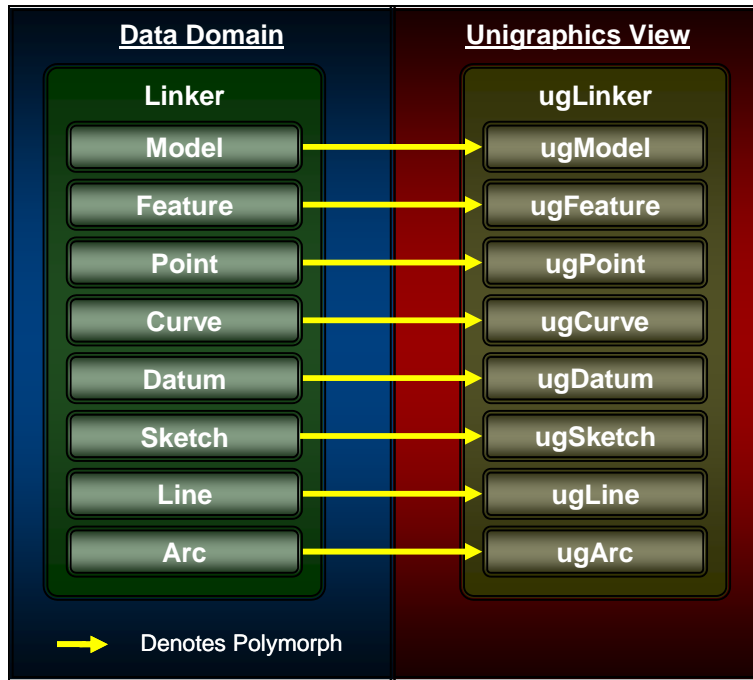 Data Domain
Linker
Model
Feature
Point
Curve
Datum
Sketch
Line
Arc
Denotes Polymorph
Unigraphics View
ugLinker
ugModel
ugFeature
ugPoint
ugCurve
ugDatum
ugSketch
ugLine
ugArc